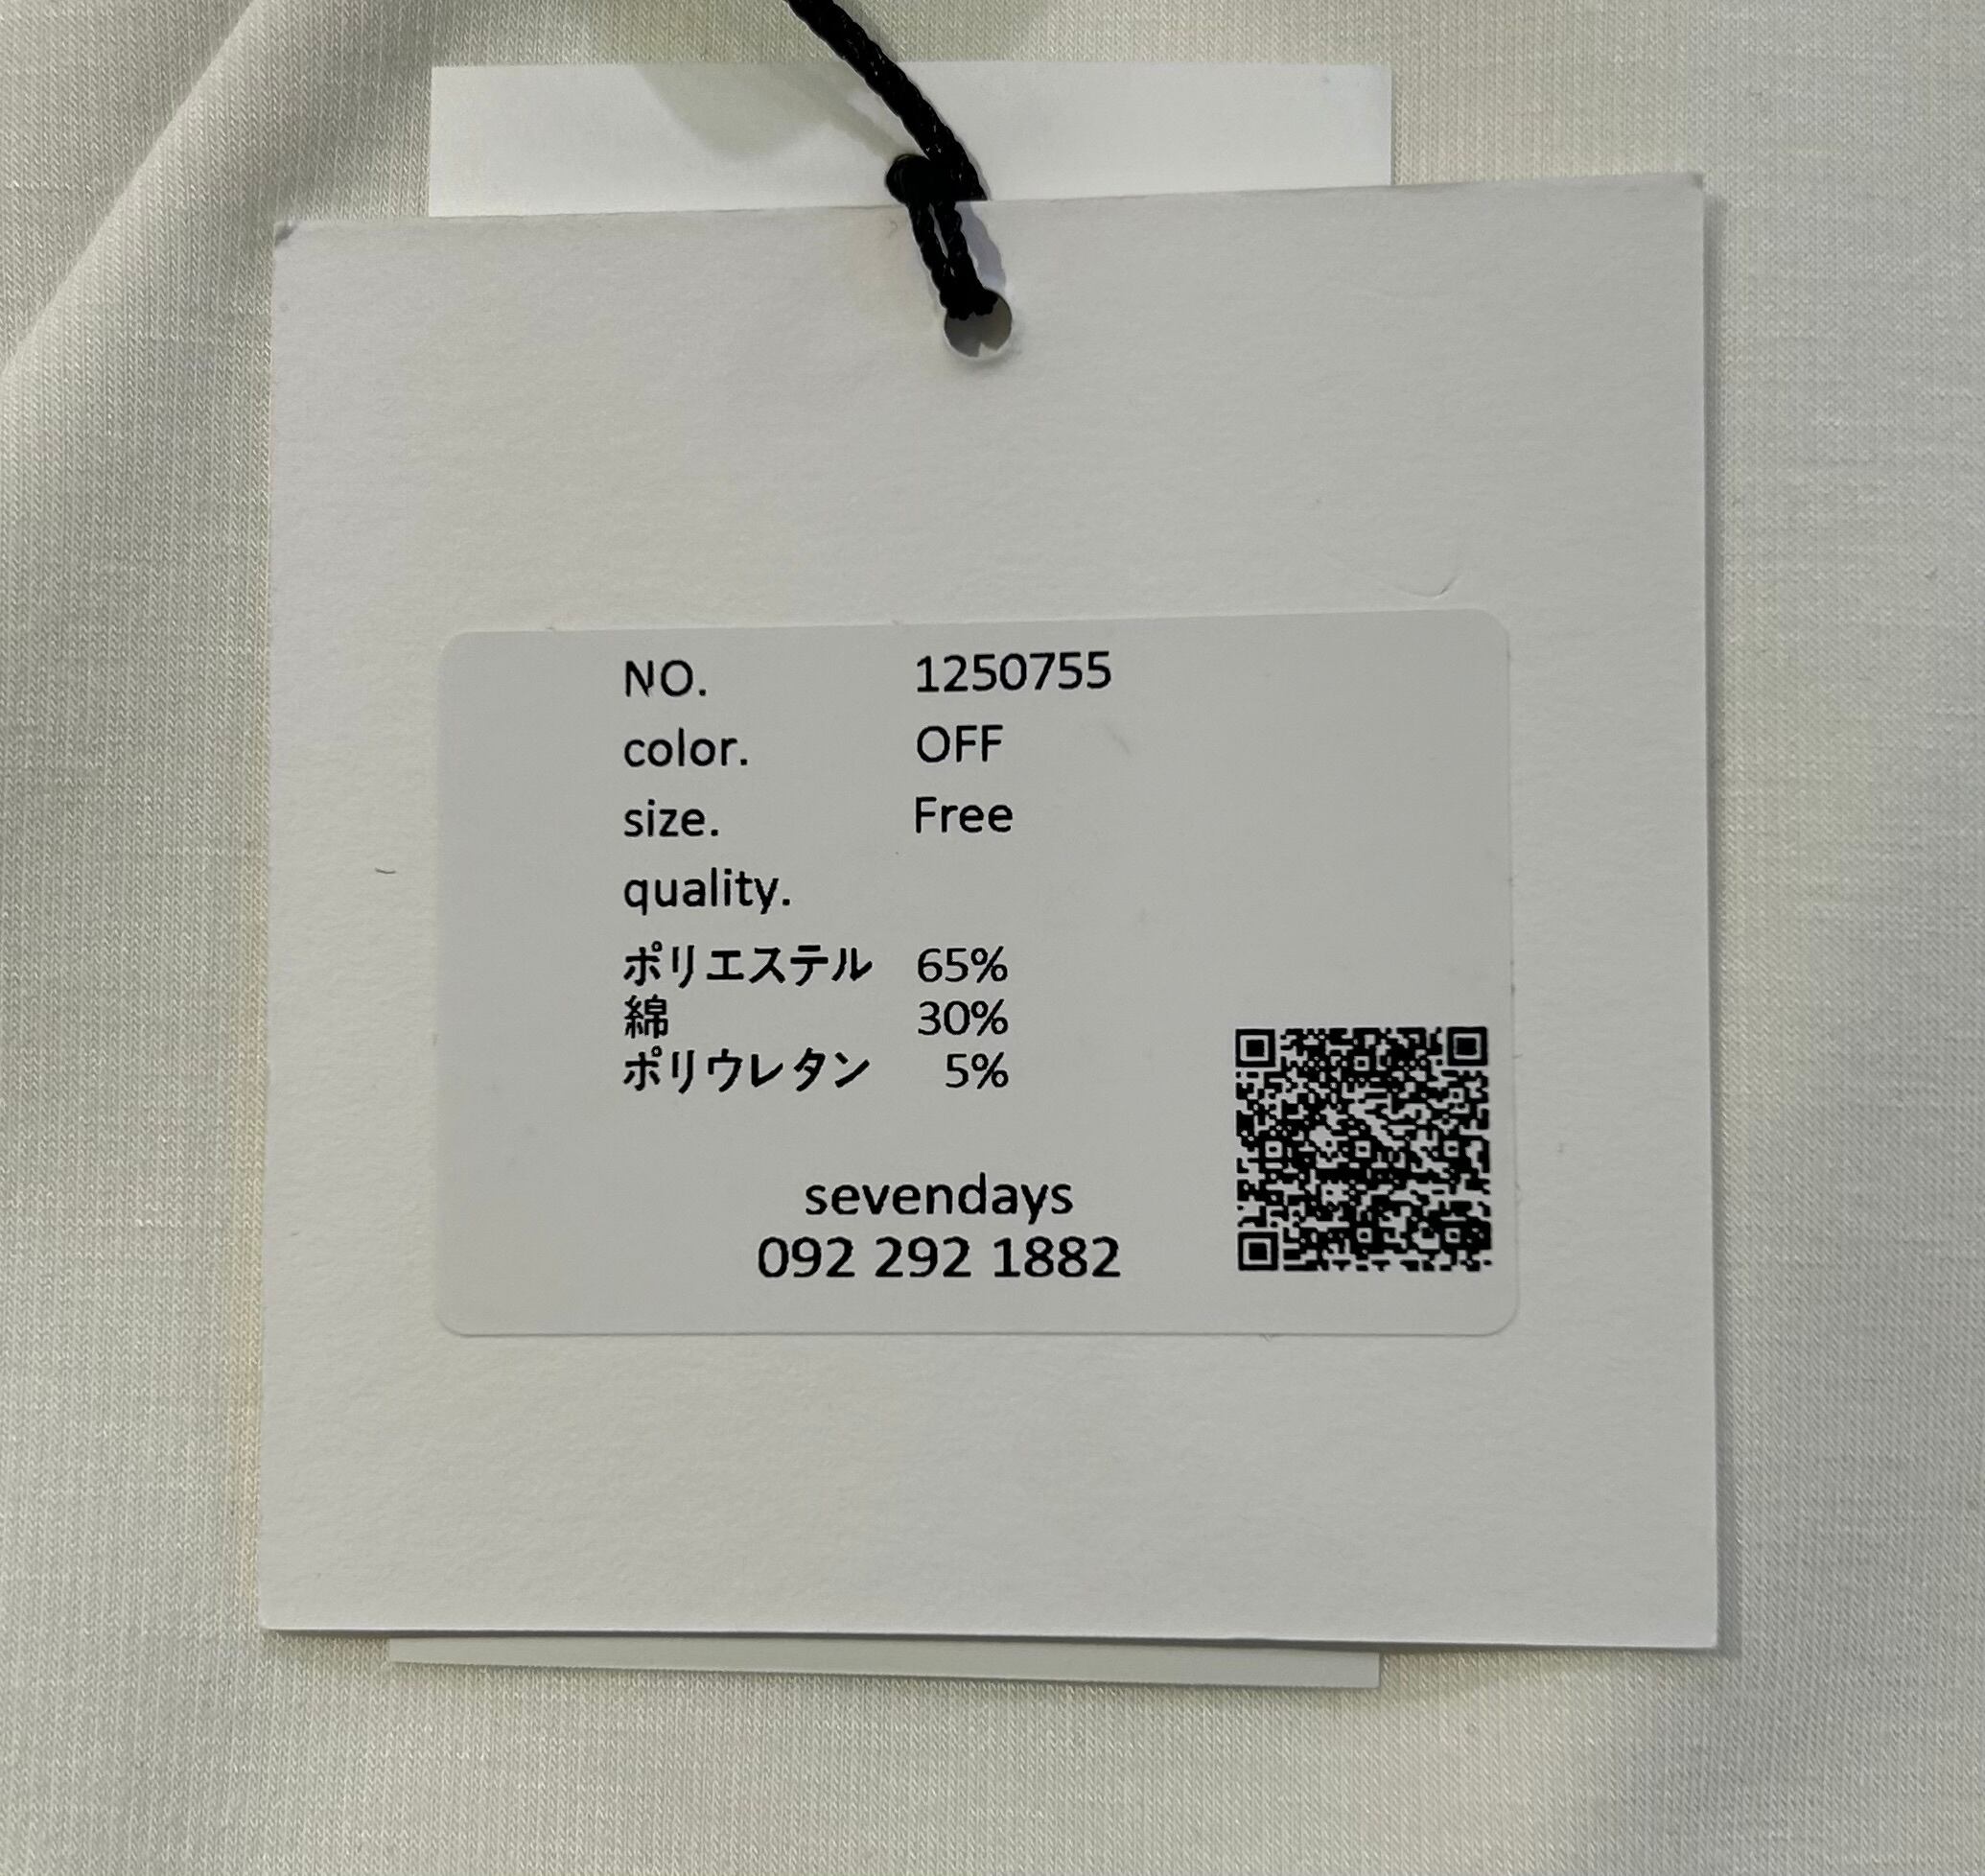 NO. 1250755
color. OFF
size. Free
quality.
ポリエステル 65%
綿 30%
ポリウレタン 5%
sevendays
092 292 1882